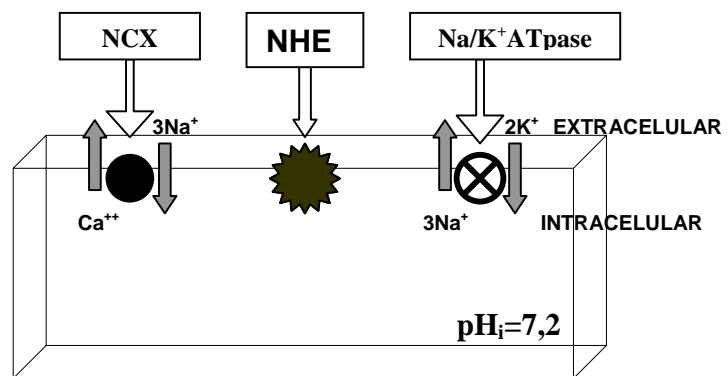 NCX
NHE
Na/K⁺ATpase
3Na⁺
2K⁺ EXTRACELULAR
Ca⁺⁺
3Na⁺
INTRACELULAR
pHᵢ=7,2